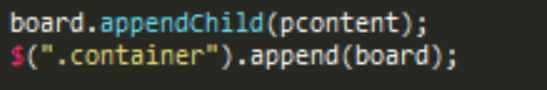 board.appendChild(pcontent);
$(".container").append(board);